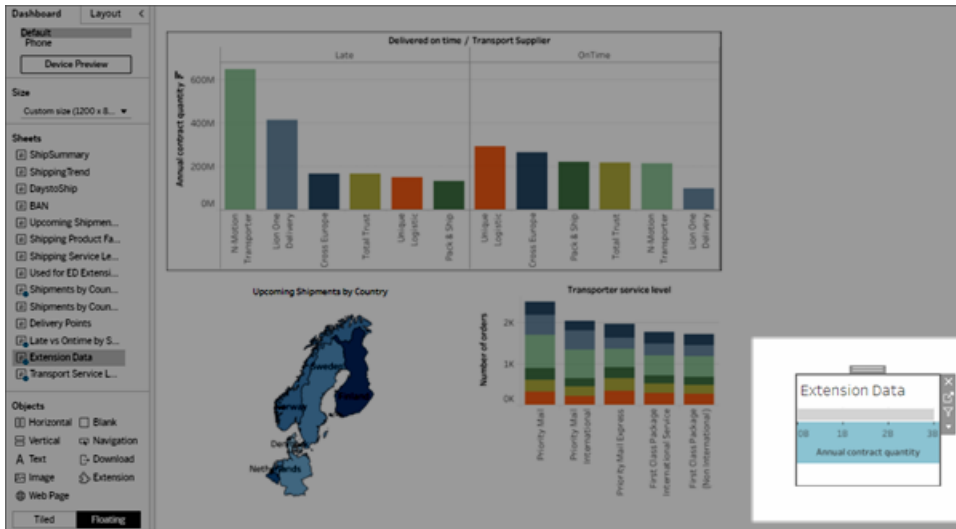 Dashboard
Layout
<
Default
Phone
Device Preview
Size
Custom size (1200 x 8...
Sheets
ShipSummary
ShippingTrend
DaystoShip
BAN
Upcoming Shipmen...
Shipping Product Fa...
Shipping Service Le...
Used for ED Extensi...
Shipments by Coun...
Shipments by Coun...
Delivery Points
Late vs Ontime by S...
Extension Data
Transport Service L...
Objects
Horizontal
Blank
Vertical
Navigation
A Text
Download
Image
Extension
Web Page
Tiled
Floating
Delivered on time / Transport Supplier
Late
OnTime
Annual contract quantity
600M
400M
200M
0M
N-Motion
Transporter
Lion One
Delivery
Cross Europe
Total Trust
Unique
Logistic
Pack & Ship
Unique
Logistic
Cross Europe
Pack & Ship
Total Trust
N-Motion
Transporter
Lion One
Delivery
Upcoming Shipments by Country
Sweden
Norway
Finland
Netherlands
Transporter service level
Number of orders
2K
1K
0K
Priority Mail
Priority Mail
International
Priority Mail Express
First Class Package
International Service
First Class Package
(Non International)
Extension Data
0B
1B
2B
3B
Annual contract quantity